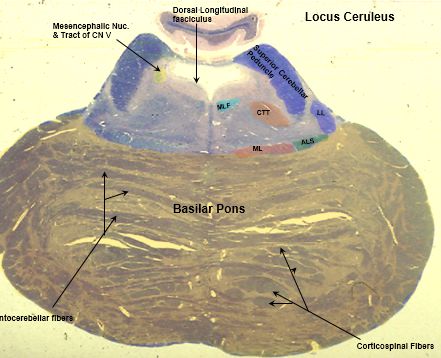 Dorsal Longitudinal
fasciculus
Locus Ceruleus
Mesencephalic Nuc.
& Tract of CN V
Superior Cerebellar
Peduncle
MLF
CTT
LL
ALS
ML
Basilar Pons
ntocerebellar fibers
Corticospinal Fibers